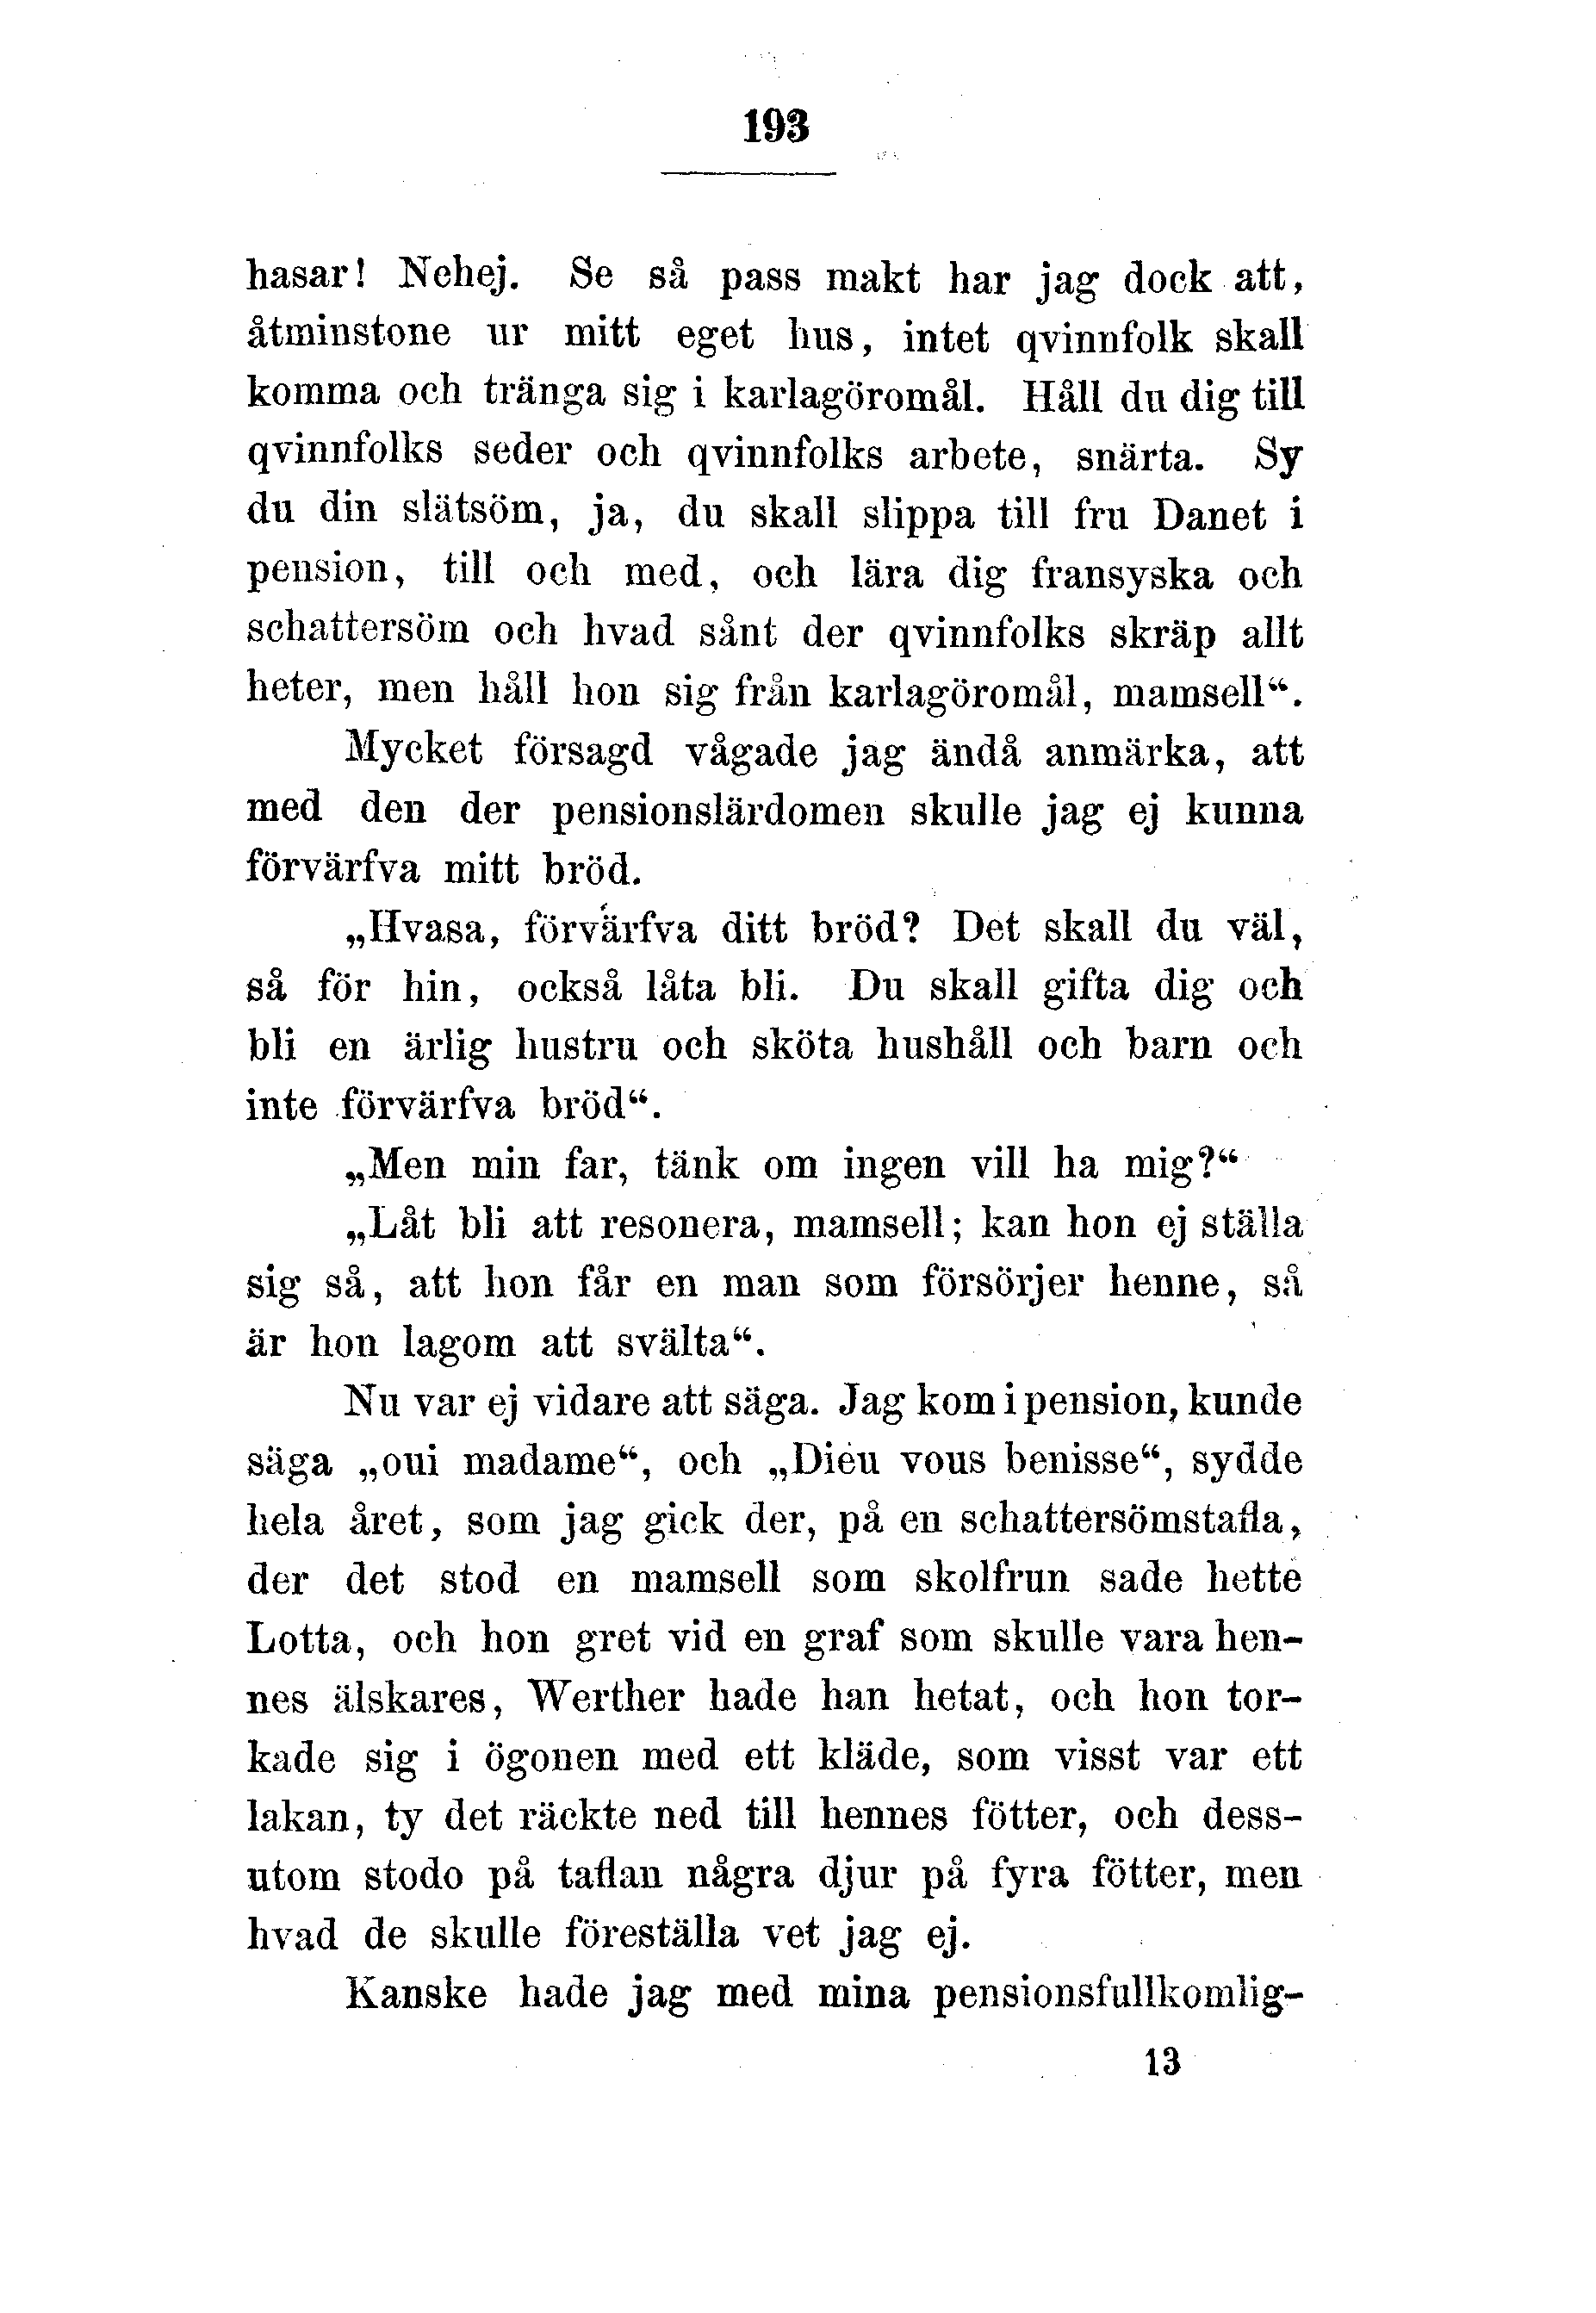 193
hasar! Nehej. Se så pass makt har jag dock att,
åtminstone ur mitt eget hus, intet qvinnfolk skall
komma och tränga sig i karlagöromål. Håll du dig till
qvinnfolks seder och qvinnfolks arbete, snärta. Sy
du din slätsöm, ja, du skall slippa till fru Danet i
pension, till och med, och lära dig fransyska och
schattersöm och hvad sånt der qvinnfolks skräp allt
heter, men håll hon sig från karlagöromål, mamsell“.
Mycket försagd vågade jag ändå anmärka, att
med den der pensionslärdomen skulle jag ej kunna
förvärfva mitt bröd.
„Hvasa, förvärfva ditt bröd? Det skall du väl,
så för hin, också låta bli. Du skall gifta dig och
bli en ärlig hustru och sköta hushåll och barn och
inte förvärfva bröd“.
„Men min far, tänk om ingen vill ha mig?“
„Låt bli att resonera, mamsell; kan hon ej ställa
sig så, att hon får en man som försörjer henne, så
är hon lagom att svälta“.
Nu var ej vidare att säga. Jag kom i pension, kunde
säga „oui madame“, och „Dieu vous benisse“, sydde
hela året, som jag gick der, på en schattersömstafla,
der det stod en mamsell som skolfrun sade hette
Lotta, och hon gret vid en graf som skulle vara hen-
nes älskares, Werther hade han hetat, och hon tor-
kade sig i ögonen med ett kläde, som visst var ett
lakan, ty det räckte ned till hennes fötter, och dess-
utom stodo på taflan några djur på fyra fötter, men
hvad de skulle föreställa vet jag ej.
Kanske hade jag med mina pensionsfullkomlig-
13